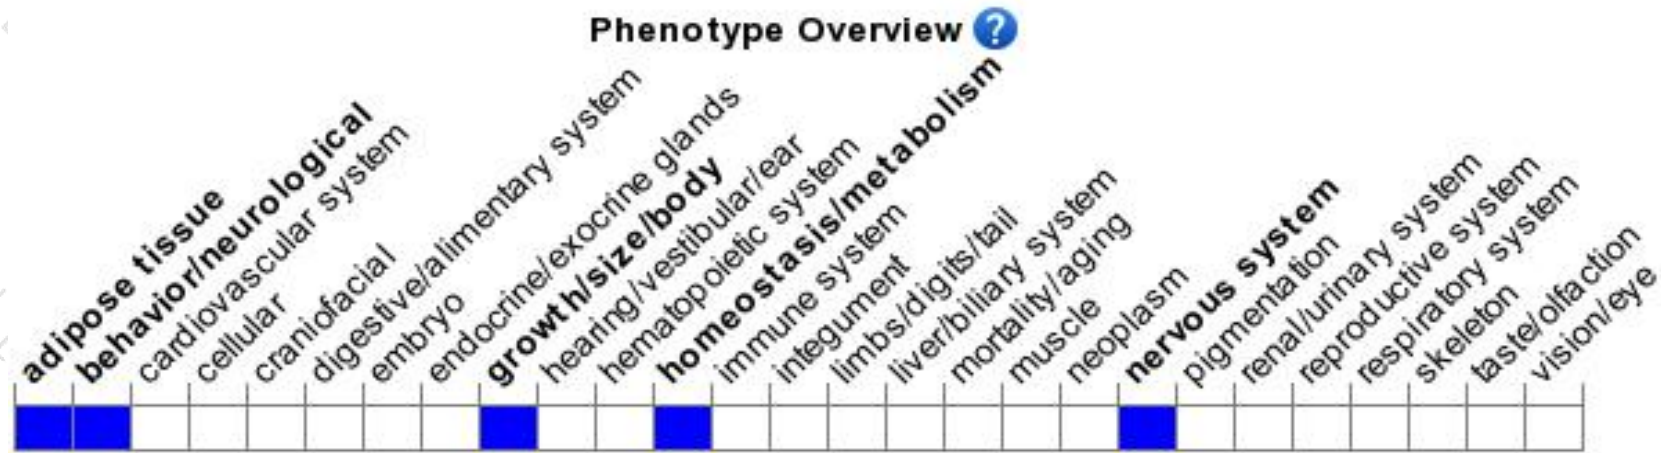 Phenotype Overview ?
adipose tissue
behavior/neurological
cardiovascular system
cellular
craniofacial
digestive/alimentary system
embryo
endocrine/exocrine glands
growth/size/body
hearing/vestibular/ear
hematopoietic system
homeostasis/metabolism
immune system
integument
limbs/digits/tail
liver/biliary system
mortality/aging
muscle
neoplasm
nervous system
pigmentation
renal/urinary system
reproductive system
respiratory system
skeleton
taste/olfaction
vision/eye